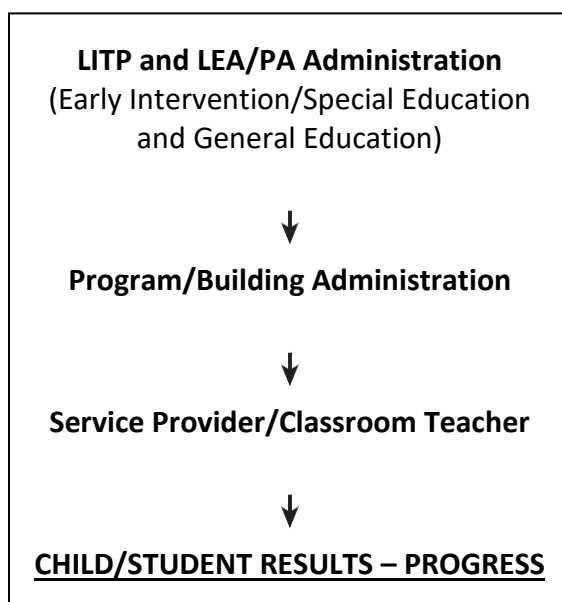 LITP and LEA/PA Administration
(Early Intervention/Special Education
and General Education)
Program/Building Administration
Service Provider/Classroom Teacher
CHILD/STUDENT RESULTS – PROGRESS